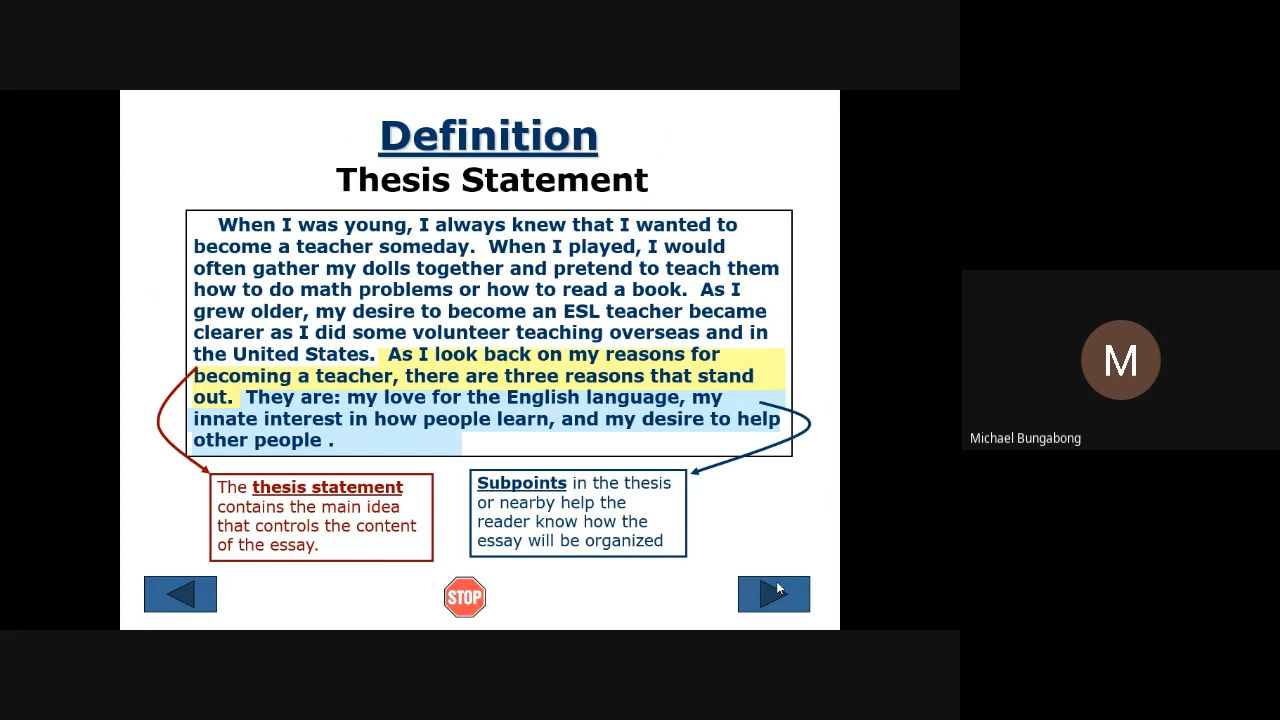 Definition
Thesis Statement
When I was young, I always knew that I wanted to
become a teacher someday.  When I played, I would
often gather my dolls together and pretend to teach them
how to do math problems or how to read a book.  As I
grew older, my desire to become an ESL teacher became
clearer as I did some volunteer teaching overseas and in
the United States.  As I look back on my reasons for
becoming a teacher, there are three reasons that stand
out.  They are: my love for the English language, my
innate interest in how people learn, and my desire to help
other people .
The thesis statement
contains the main idea
that controls the content
of the essay.
Subpoints in the thesis
or nearby help the
reader know how the
essay will be organized
STOP
M
Michael Bungabong